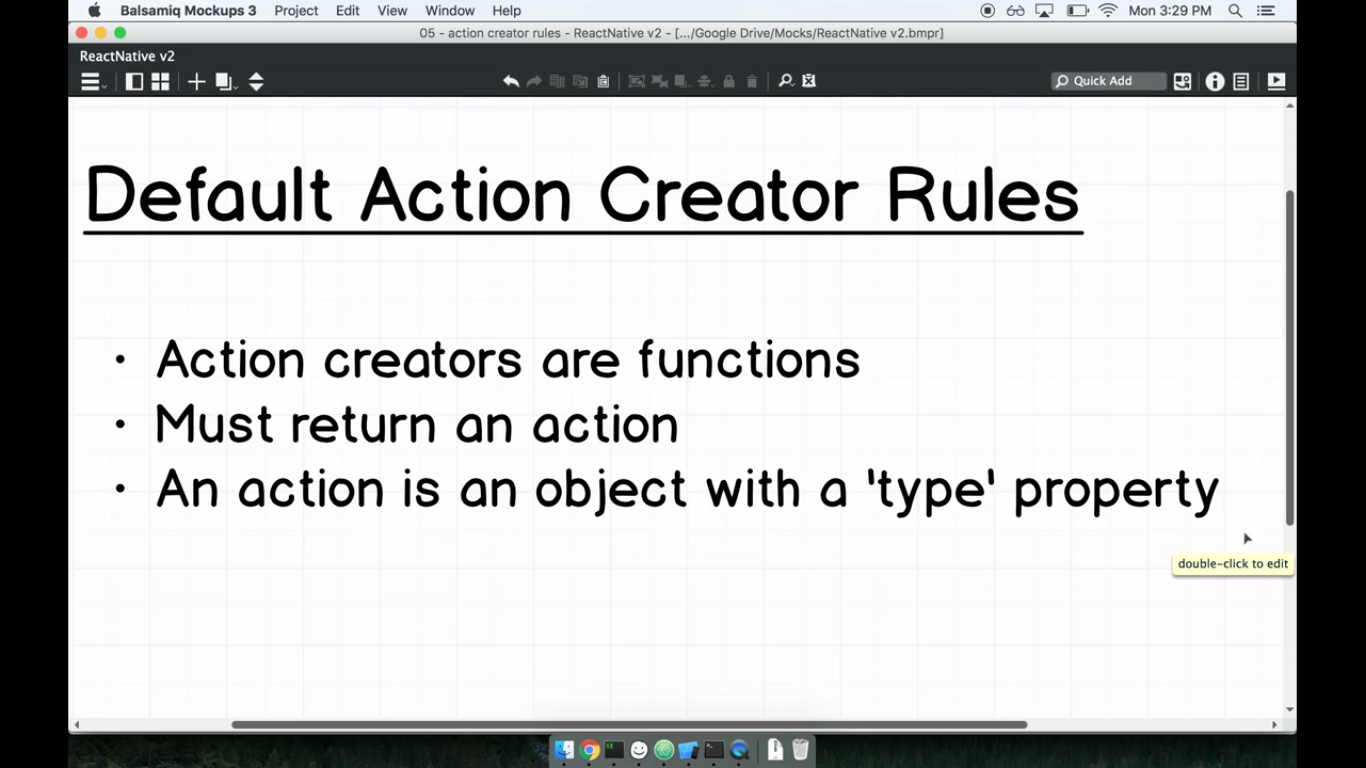 Balsamiq Mockups 3 Project Edit View Window Help Mon 3:29 PM
05 - action creator rules - ReactNative v2 - [.../Google Drive/Mocks/ReactNative v2.bmpr]
ReactNative v2
Quick Add
Default Action Creator Rules
• Action creators are functions
• Must return an action
• An action is an object with a 'type' property
double-click to edit